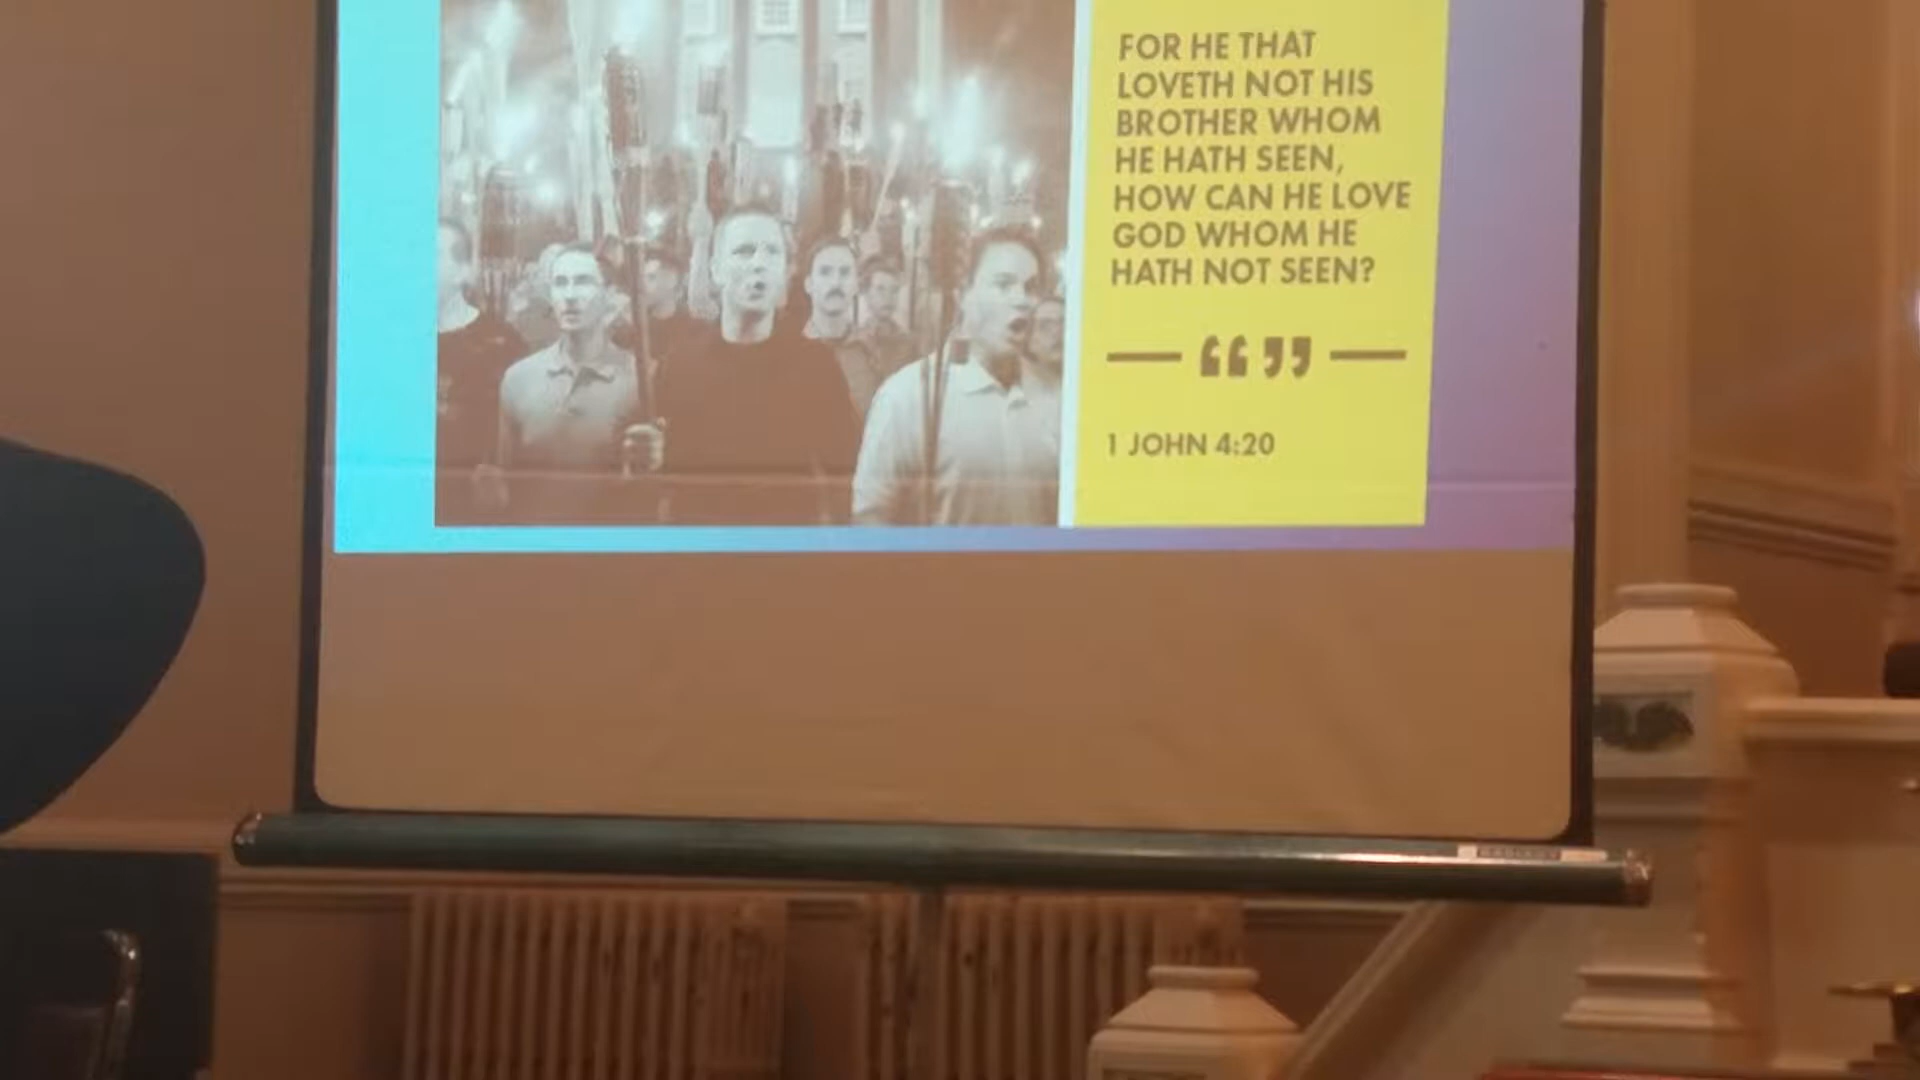 FOR HE THAT
LOVETH NOT HIS
BROTHER WHOM
HE HATH SEEN,
HOW CAN HE LOVE
GOD WHOM HE
HATH NOT SEEN?
“ ”
1 JOHN 4:20